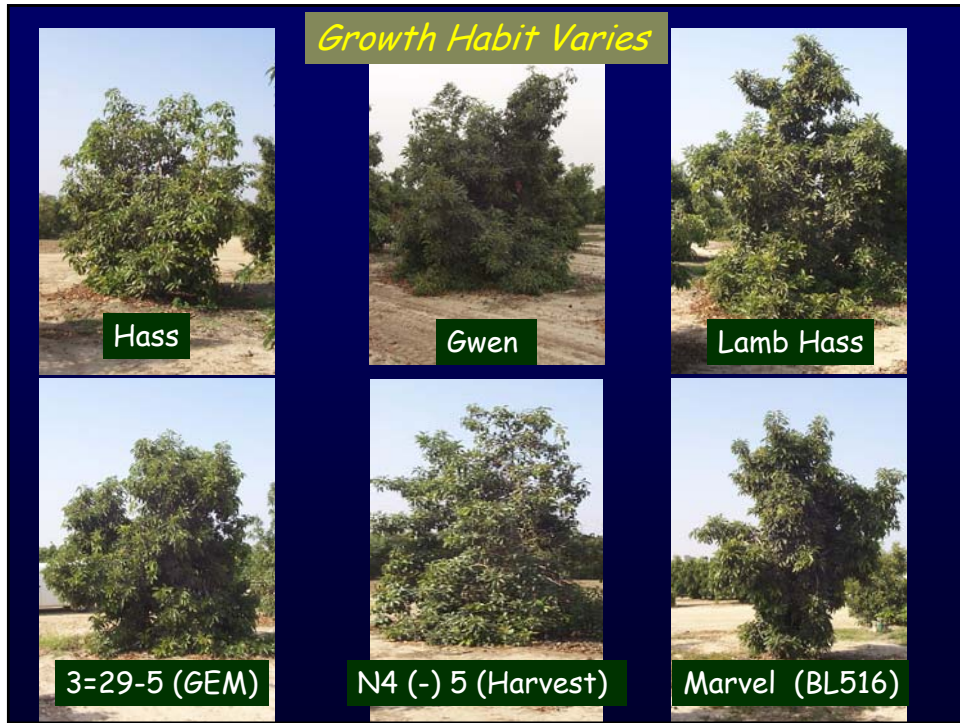 Growth Habit Varies
Hass
Gwen
Lamb Hass
3=29-5 (GEM)
N4 (-) 5 (Harvest)
Marvel (BL516)